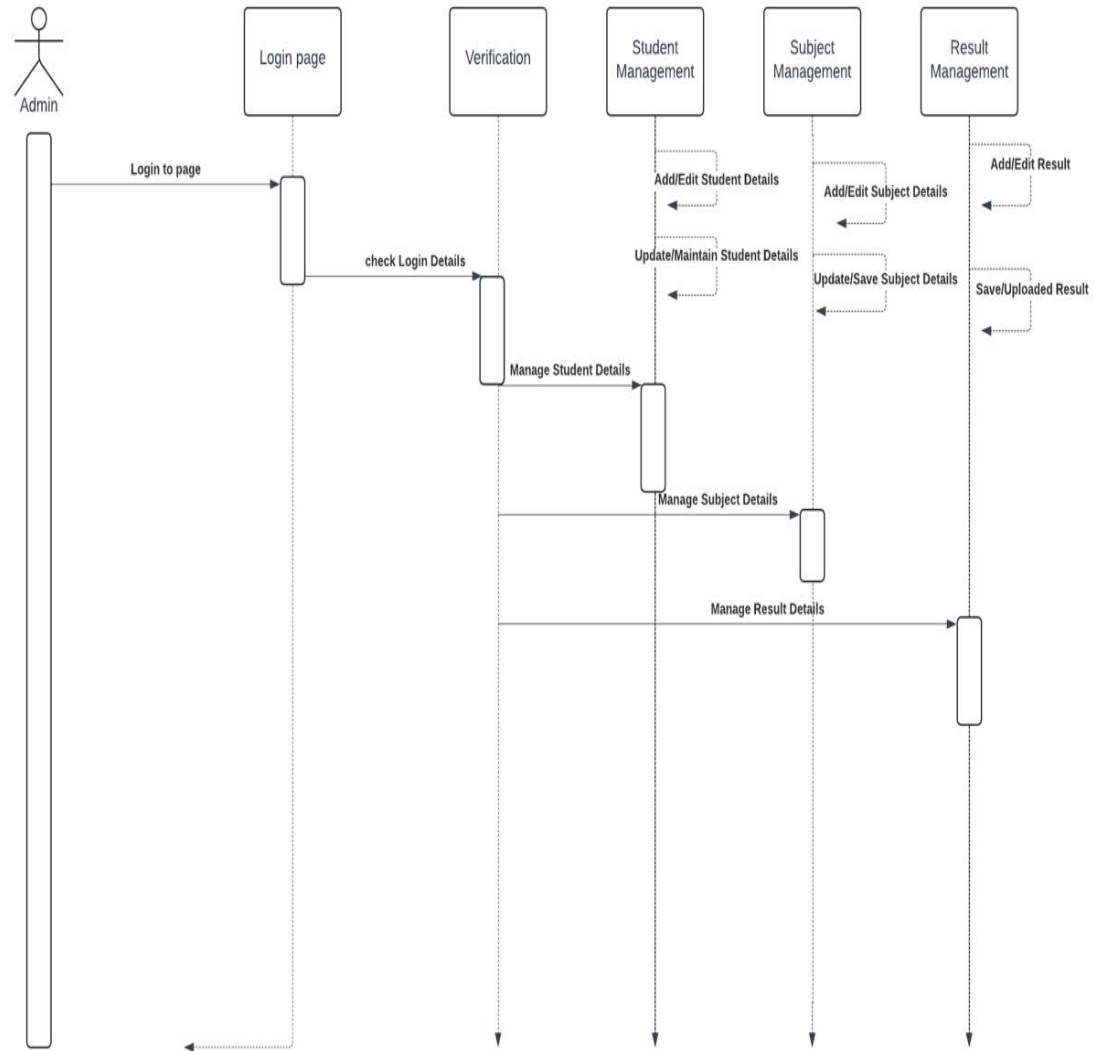 Admin
Login page
Verification
Student
Management
Subject
Management
Result
Management
Login to page
check Login Details
Add/Edit Student Details
Update/Maintain Student Details
Add/Edit Subject Details
Update/Save Subject Details
Add/Edit Result
Save/Uploaded Result
Manage Student Details
Manage Subject Details
Manage Result Details